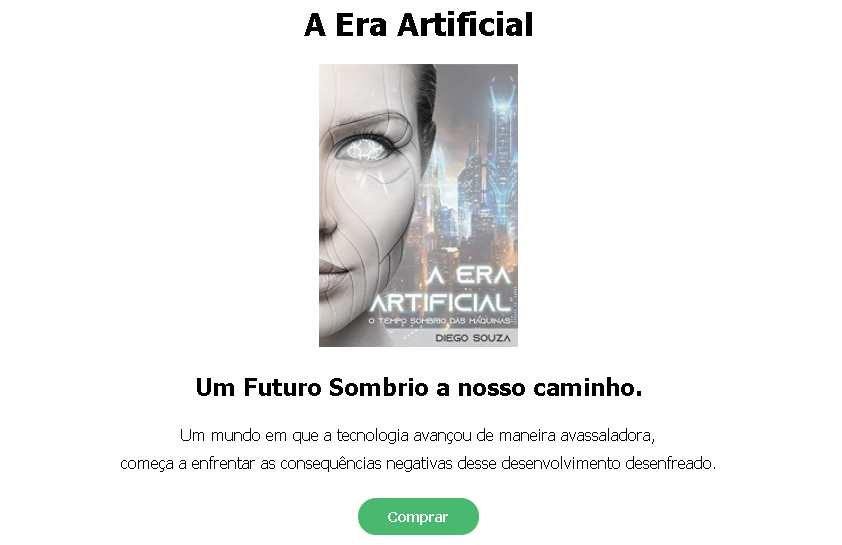 A Era Artificial
A ERA
ARTIFICIAL
O TEMPO SOMBRIO DAS MÁQUINAS
DIEGO SOUZA
Um Futuro Sombrio a nosso caminho.
Um mundo em que a tecnologia avançou de maneira avassaladora,
começa a enfrentar as consequências negativas desse desenvolvimento desenfreado.
Comprar